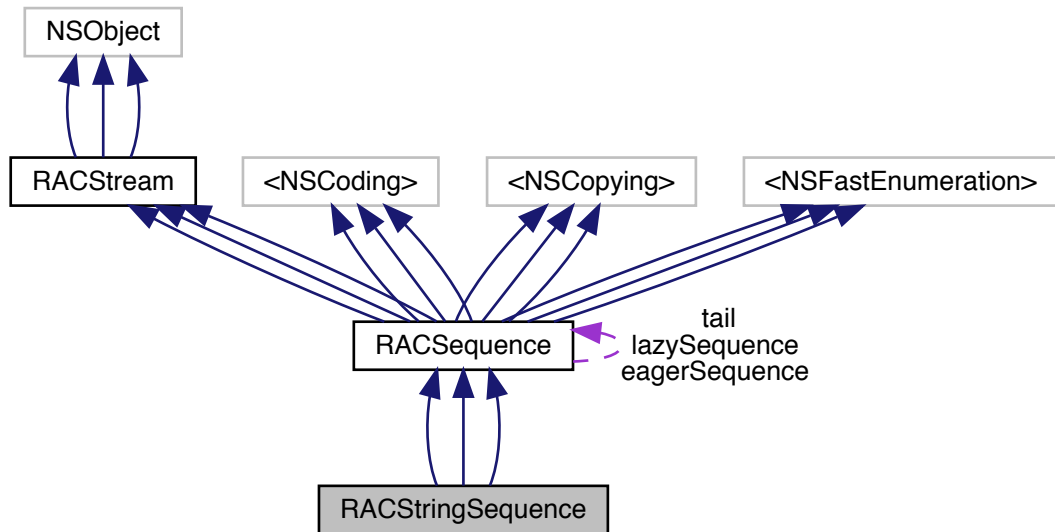 NSObject
RACStream
<NSCoding>
<NSCopying>
<NSFastEnumeration>
RACSequence
tail
lazySequence
eagerSequence
RACStringSequence